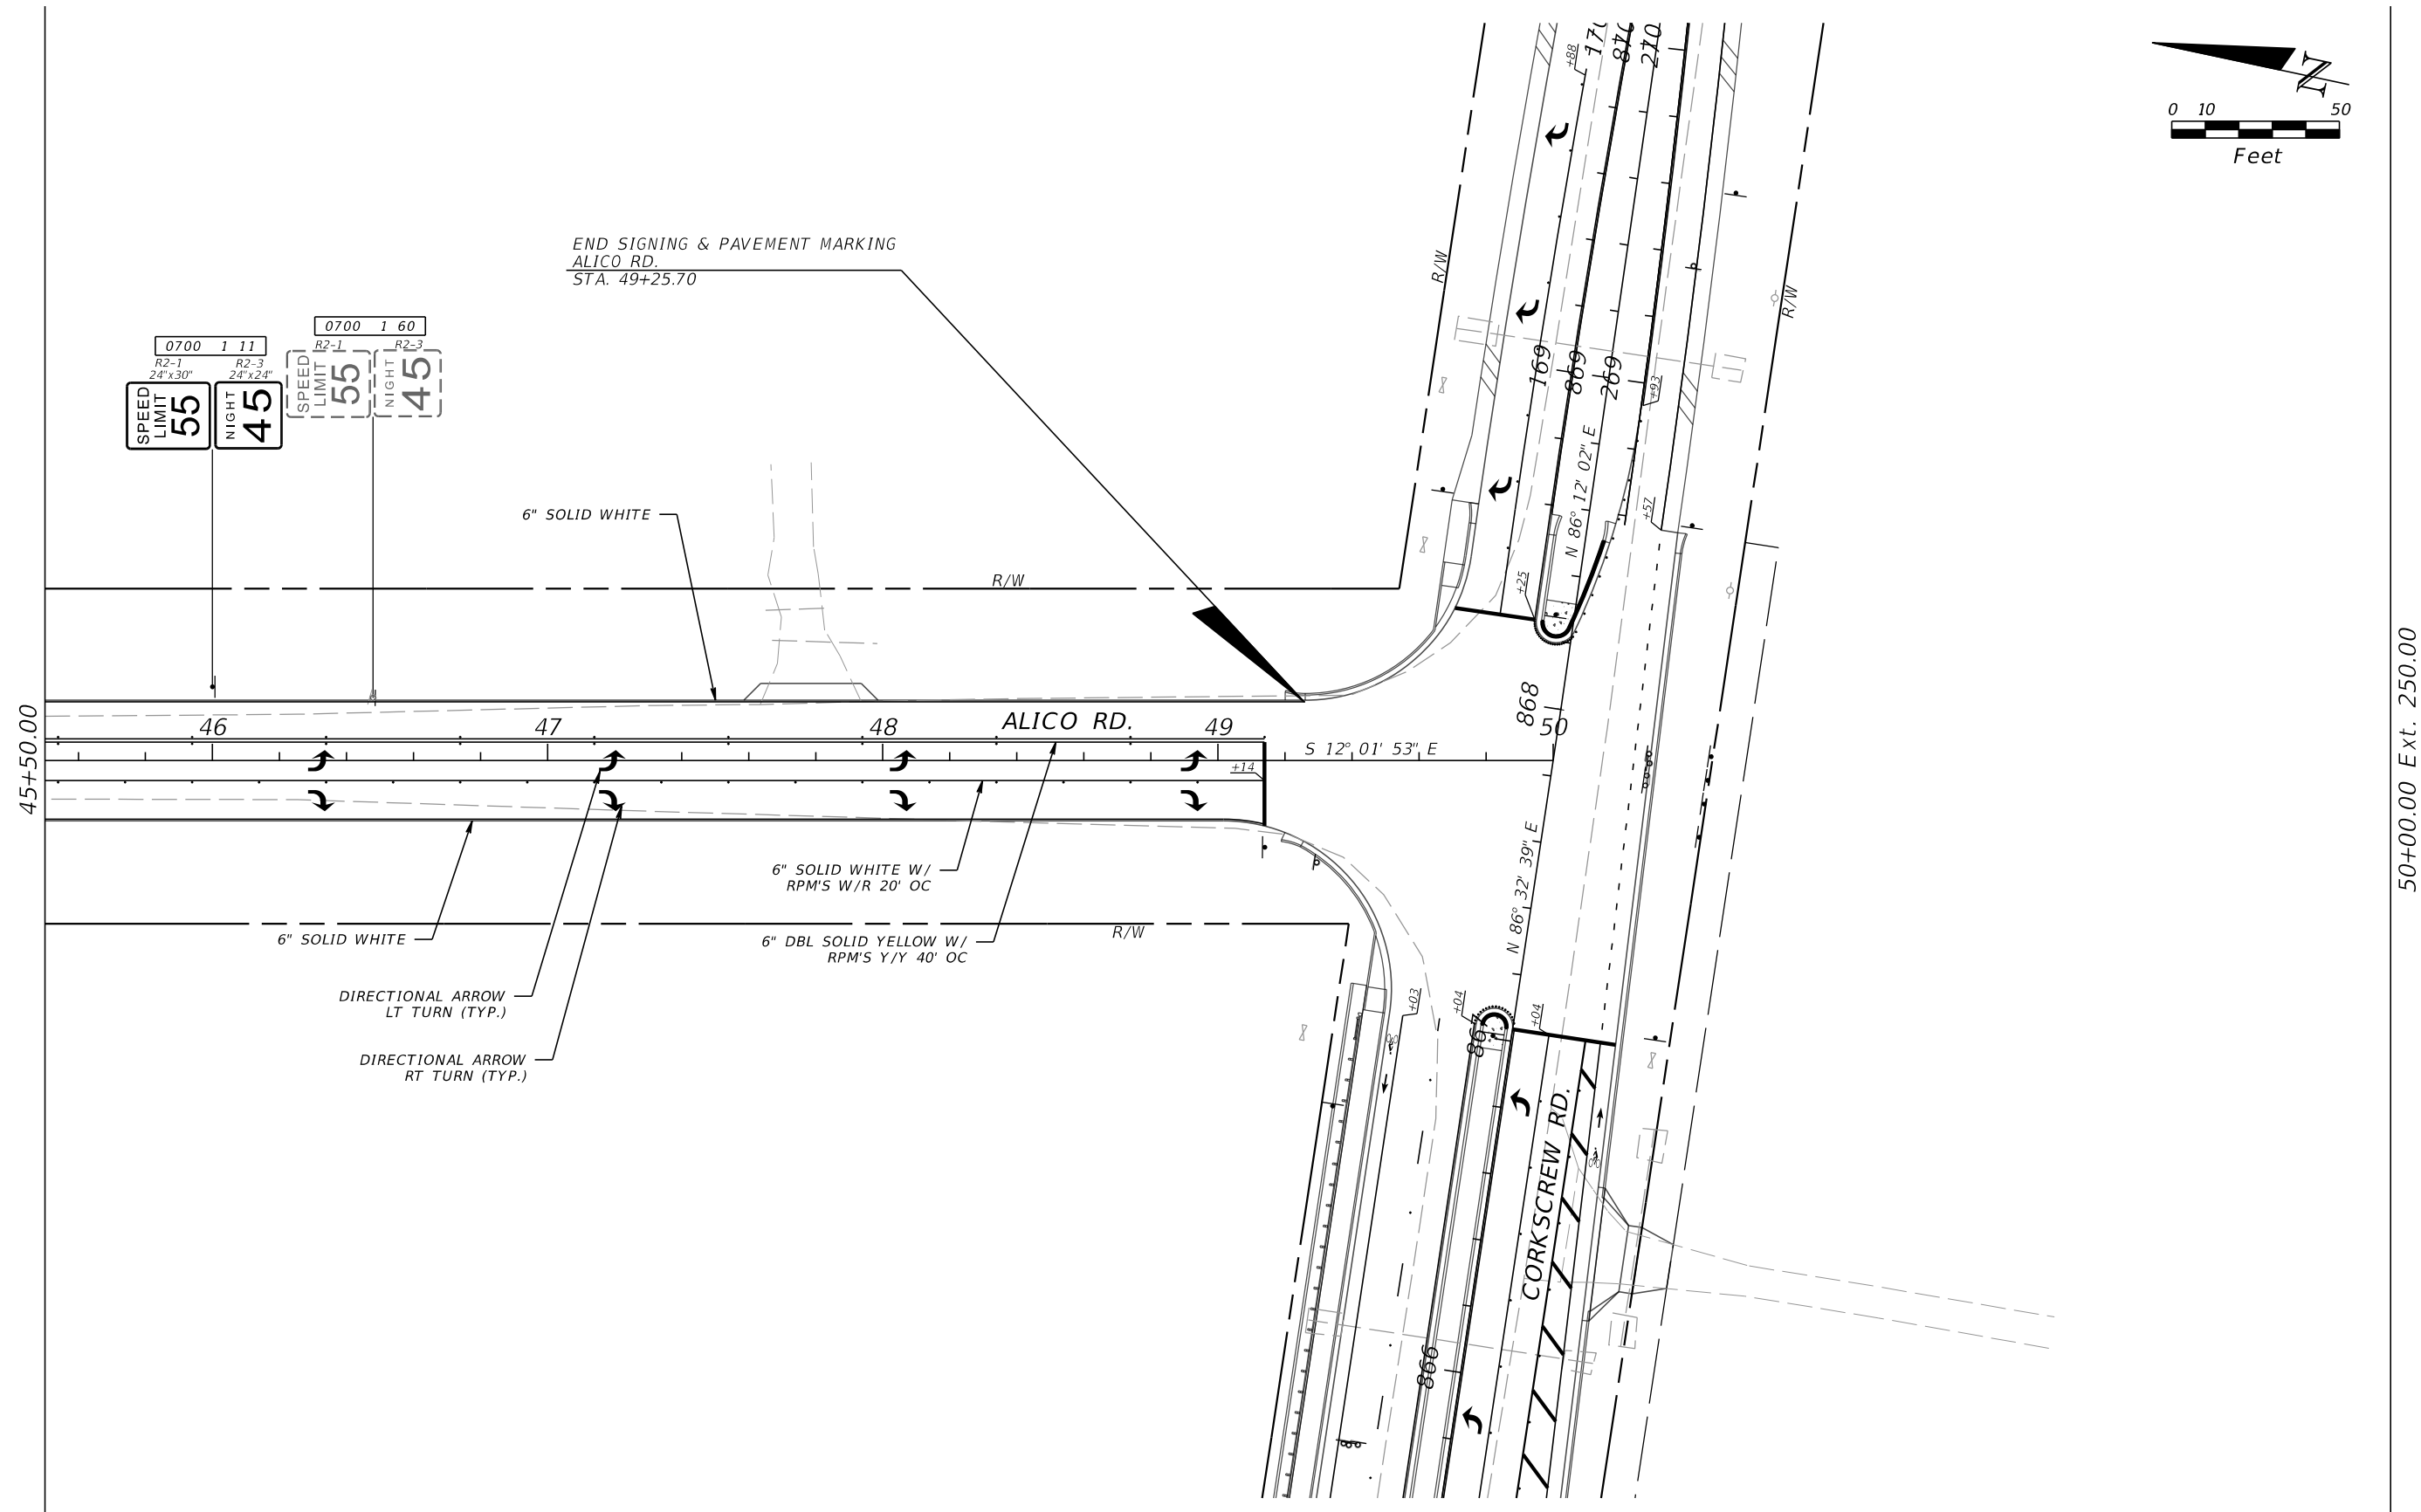 N
0 10 50
Feet
+88
170
870
270
END SIGNING & PAVEMENT MARKING
ALICO RD.
STA. 49+25.70
R/W
R/W
0700 1 60
R2-1 R2-3
SPEED
LIMIT
55
NIGHT
45
0700 1 11
R2-1 R2-3
24"x30" 24"x24"
SPEED
LIMIT
55
NIGHT
45
169
869
269
+93
N 86° 12' 02" E
+57
+25
6" SOLID WHITE
R/W
868
46 47 48 49 50
ALICO RD.
S 12° 01' 53" E
+14
45+50.00
50+00.00 Ext. 250.00
6" SOLID WHITE W/
RPM'S W/R 20' OC
N 86° 32' 39" E
6" SOLID WHITE
6" DBL SOLID YELLOW W/
RPM'S Y/Y 40' OC
R/W
DIRECTIONAL ARROW
LT TURN (TYP.)
DIRECTIONAL ARROW
RT TURN (TYP.)
+03
+04
+04
867
CORKSCREW RD.
866